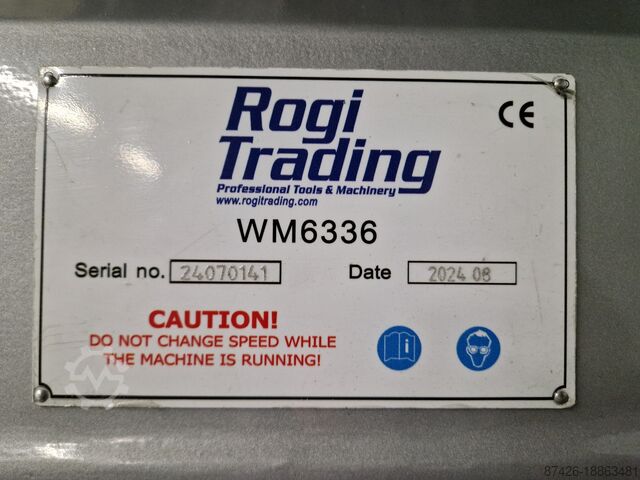 Rogi
Trading
CE
Professional Tools & Machinery
www.rogitrading.com
WM6336
Serial no. 24070141 Date 2024 08
CAUTION!
DO NOT CHANGE SPEED WHILE
THE MACHINE IS RUNNING!
87426-18863481